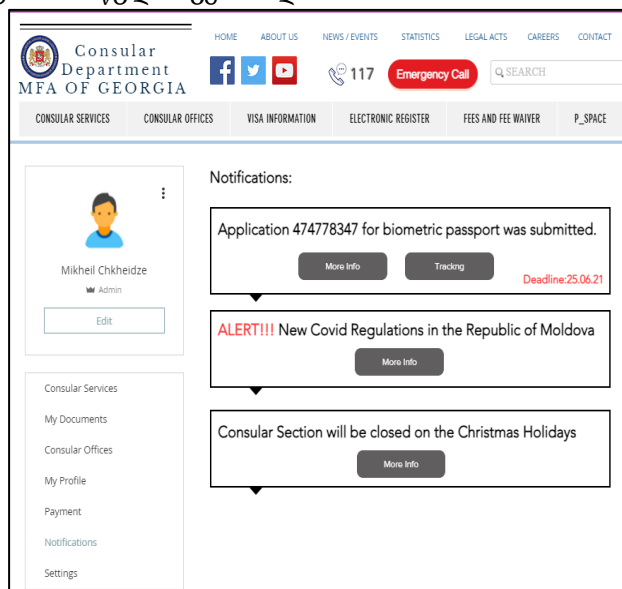 HOME ABOUT US NEWS / EVENTS STATISTICS LEGAL ACTS CAREERS CONTACT
Consular
Department
MFA OF GEORGIA
117 Emergency Call SEARCH
CONSULAR SERVICES CONSULAR OFFICES VISA INFORMATION ELECTRONIC REGISTER FEES AND FEE WAIVER P_SPACE
Mikheil Chkheidze
Admin
Edit
Consular Services
My Documents
Consular Offices
My Profile
Payment
Notifications
Settings
Notifications:
Application 474778347 for biometric passport was submitted.
More Info Trackng
Deadline:25.06.21
ALERT!!! New Covid Regulations in the Republic of Moldova
More Info
Consular Section will be closed on the Christmas Holidays
More Info